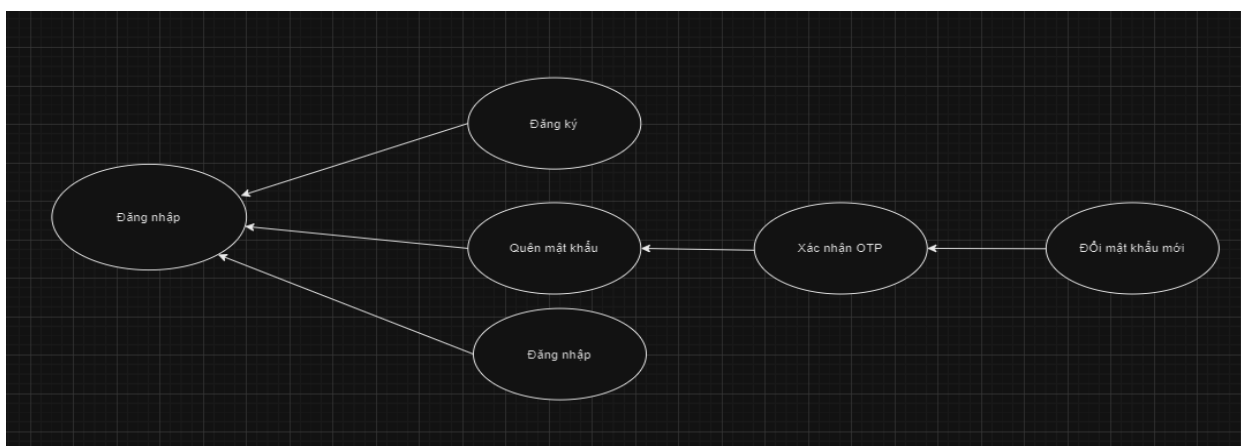 Đăng ký
Đăng nhập
Quên mật khẩu
Xác nhận OTP
ĐỔi mật khẩu mới
Đăng nhập